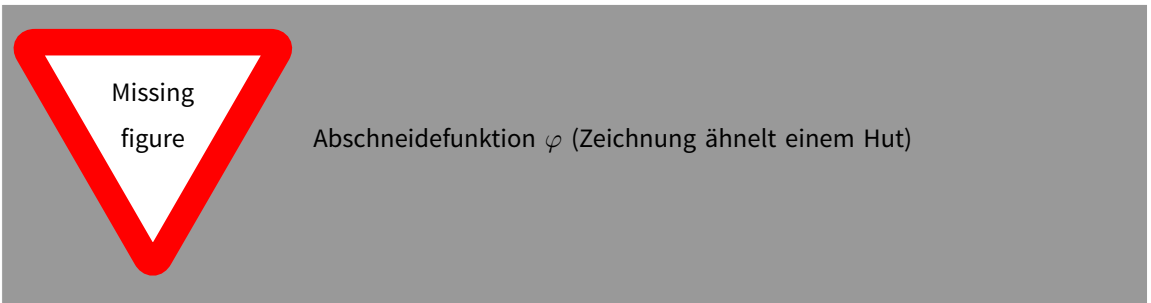 Missing
figure
Abschneidefunktion φ (Zeichnung ähnelt einem Hut)